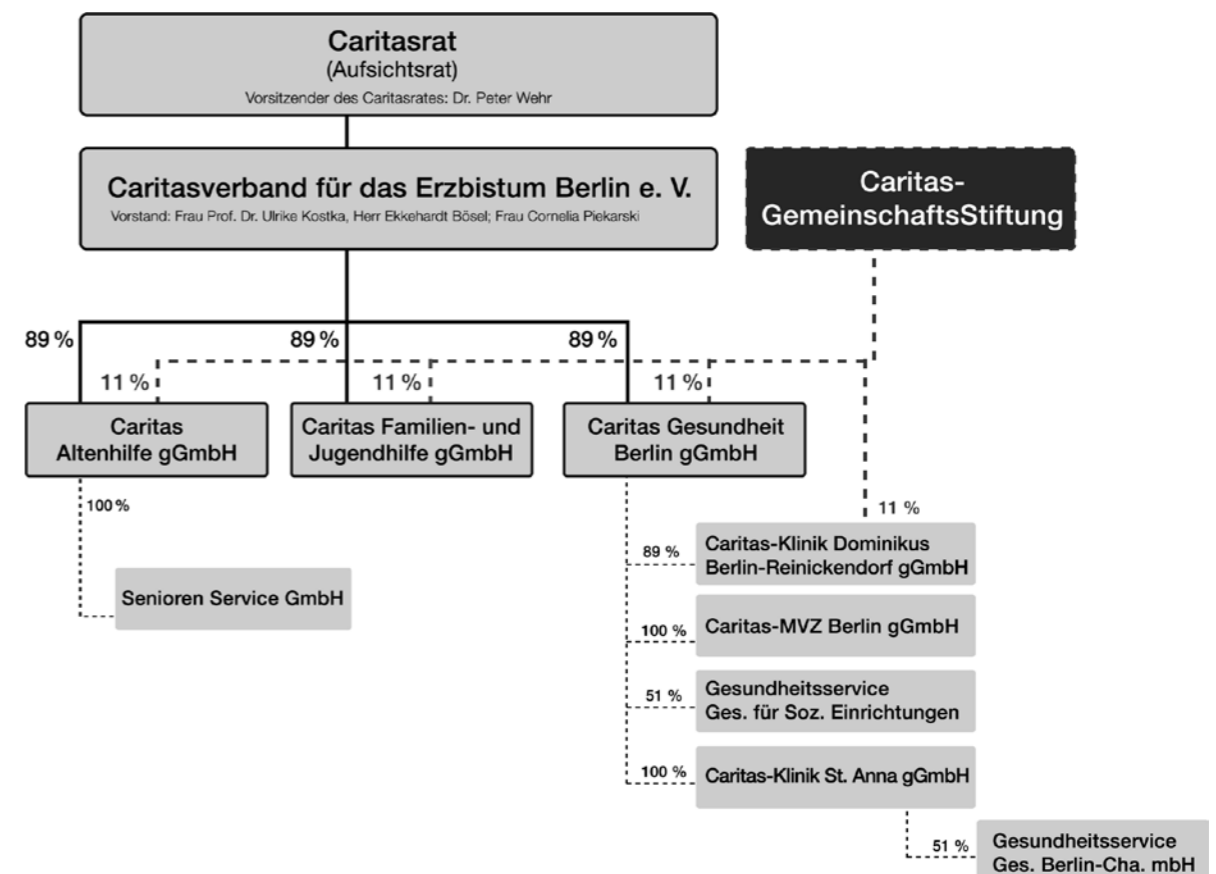 Caritasrat
(Aufsichtsrat)
Vorsitzender des Caritasrates: Dr. Peter Wehr
Caritasverband für das Erzbistum Berlin e. V.
Vorstand: Frau Prof. Dr. Ulrike Kostka, Herr Ekkehardt Bösel; Frau Cornelia Piekarski
Caritas-
GemeinschaftsStiftung
89 %
89 %
89 %
11 %
11 %
11 %
Caritas
Altenhilfe gGmbH
Caritas Familien- und
Jugendhilfe gGmbH
Caritas Gesundheit
Berlin gGmbH
100 %
Senioren Service GmbH
11 %
89 %
Caritas-Klinik Dominikus
Berlin-Reinickendorf gGmbH
100 %
Caritas-MVZ Berlin gGmbH
51 %
Gesundheitsservice
Ges. für Soz. Einrichtungen
100 %
Caritas-Klinik St. Anna gGmbH
51 %
Gesundheitsservice
Ges. Berlin-Cha. mbH